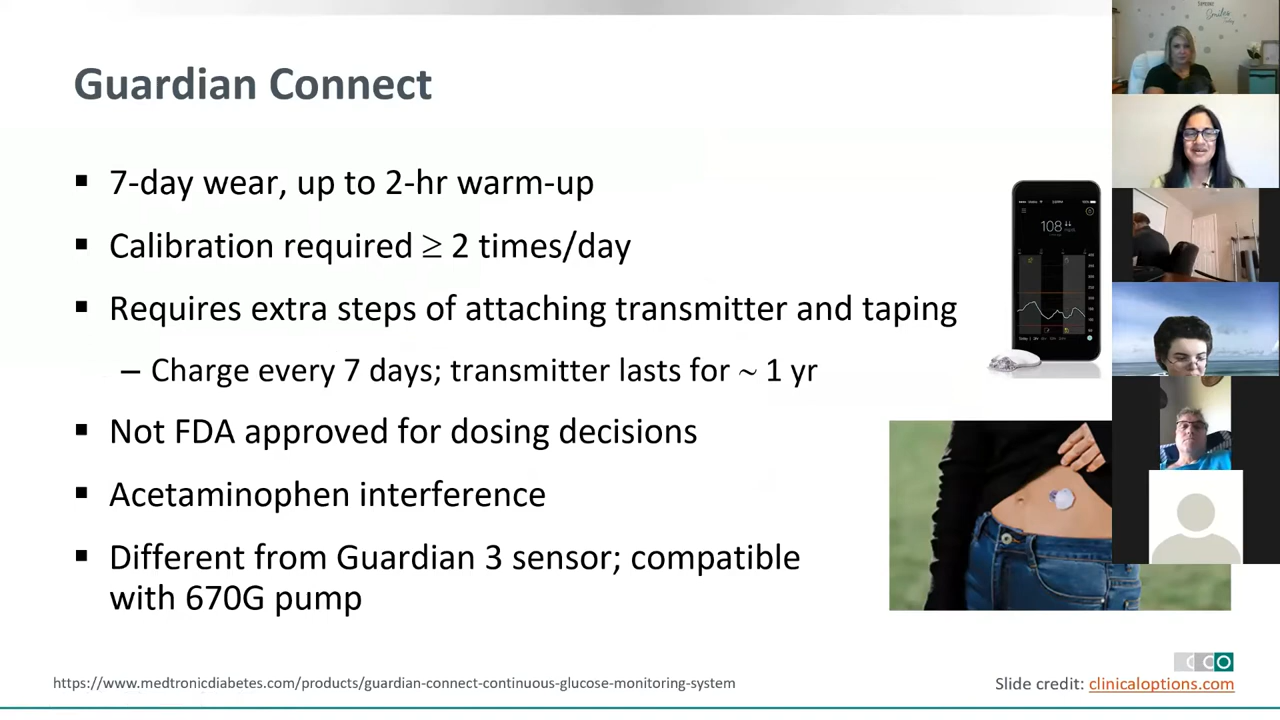 Guardian Connect
▪ 7-day wear, up to 2-hr warm-up
▪ Calibration required ≥ 2 times/day
▪ Requires extra steps of attaching transmitter and taping
– Charge every 7 days; transmitter lasts for ~ 1 yr
▪ Not FDA approved for dosing decisions
▪ Acetaminophen interference
▪ Different from Guardian 3 sensor; compatible
with 670G pump
108
Smiles
CCO
https://www.medtronicdiabetes.com/products/guardian-connect-continuous-glucose-monitoring-system
Slide credit: clinicaloptions.com